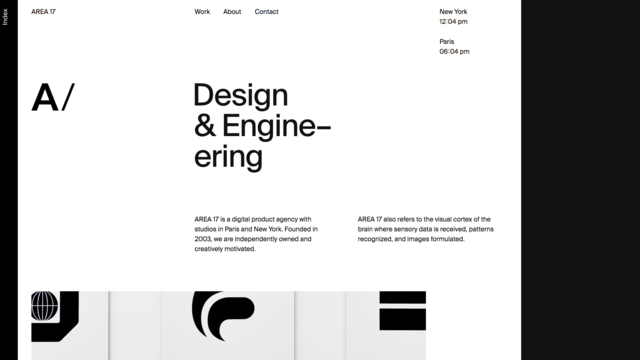 Index
AREA 17
Work
About
Contact
New York
12:04 pm
Paris
06:04 pm
A/
Design
& Engine–
ering
AREA 17 is a digital product agency with
studios in Paris and New York. Founded in
2003, we are independently owned and
creatively motivated.
AREA 17 also refers to the visual cortex of the
brain where sensory data is received, patterns
recognized, and images formulated.